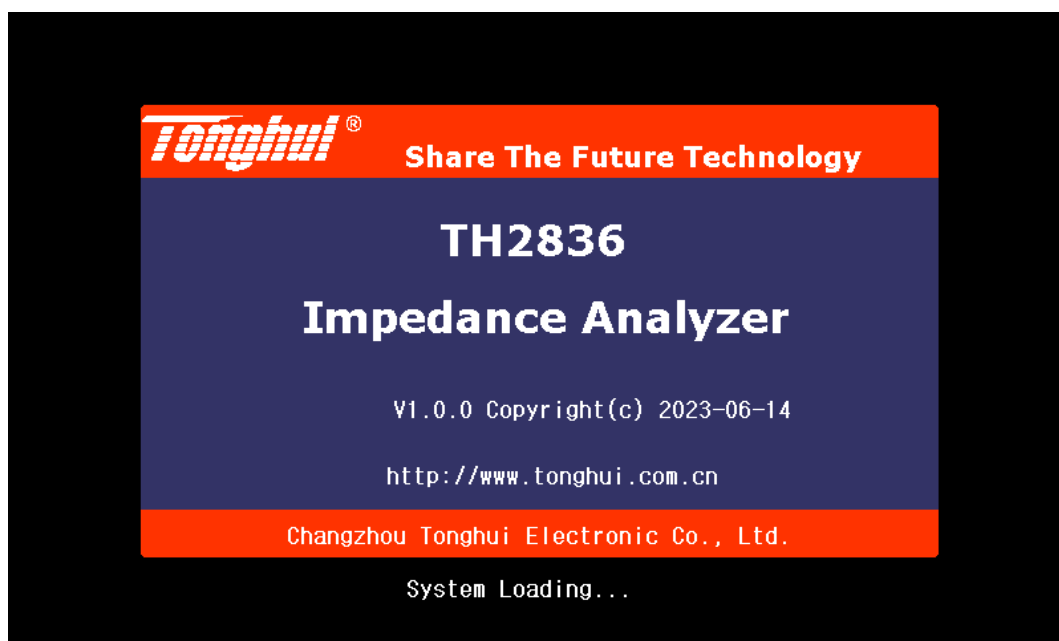 Tonghui®
Share The Future Technology
TH2836
Impedance Analyzer
V1.0.0 Copyright(c) 2023-06-14
http://www.tonghui.com.cn
Changzhou Tonghui Electronic Co., Ltd.
System Loading...